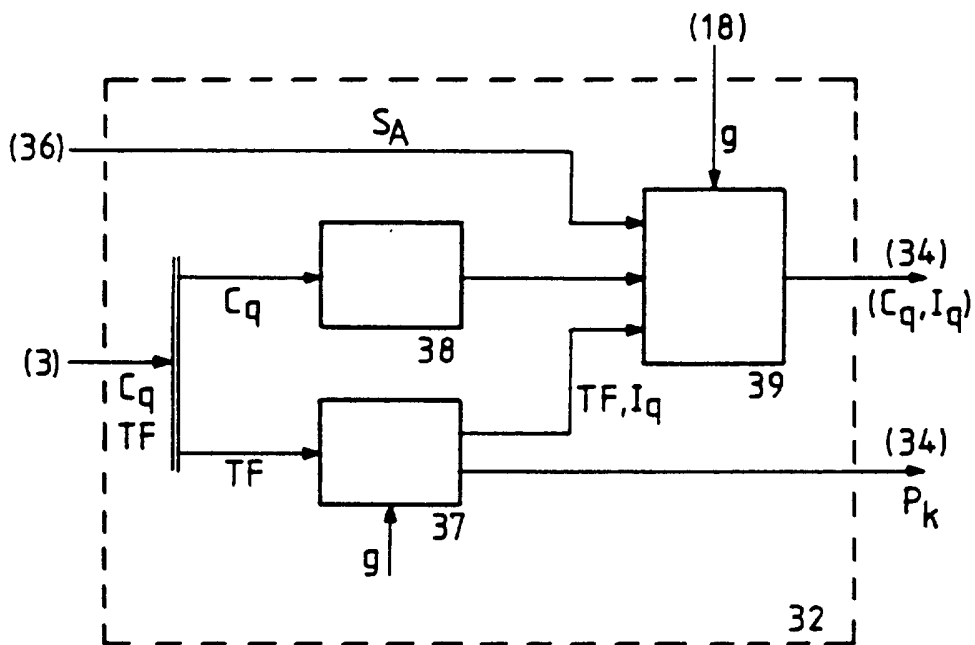 (18)
g
(36)
S_A
(34)
(C_q, I_q)
C_q
38
39
(3)
C_q
TF
TF, I_q
(34)
P_k
TF
37
g
32